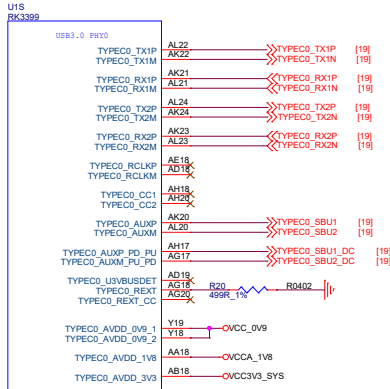 U1S
RK3399
USB3.0 PHY0
TYPEC0_TX1P AL22 TYPEC0_TX1P [19]
TYPEC0_TX1M AK22 TYPEC0_TX1N [19]
TYPEC0_RX1P AK21 TYPEC0_RX1P [19]
TYPEC0_RX1M AL21 TYPEC0_RX1N [19]
TYPEC0_TX2P AL24 TYPEC0_TX2P [19]
TYPEC0_TX2M AK24 TYPEC0_TX2N [19]
TYPEC0_RX2P AK23 TYPEC0_RX2P [19]
TYPEC0_RX2M AL23 TYPEC0_RX2N [19]
TYPEC0_RCLKP AE18
TYPEC0_RCLKM AD18
TYPEC0_CC1 AH18
TYPEC0_CC2 AH20
TYPEC0_AUXP AK20 TYPEC0_SBU1 [19]
TYPEC0_AUXM AL20 TYPEC0_SBU2 [19]
TYPEC0_AUXP_PD_PU AH17 TYPEC0_SBU1_DC [19]
TYPEC0_AUXM_PU_PD AG17 TYPEC0_SBU2_DC [19]
TYPEC0_U3VBUSDET AD19
TYPEC0_REXT AG18 R20 R0402
499R_1%
TYPEC0_REXT_CC AG20
TYPEC0_AVDD_0V9_1 Y19 VCC_0V9
TYPEC0_AVDD_0V9_2 Y18
TYPEC0_AVDD_1V8 AA18 VCCA_1V8
TYPEC0_AVDD_3V3 AB18 VCC3V3_SYS